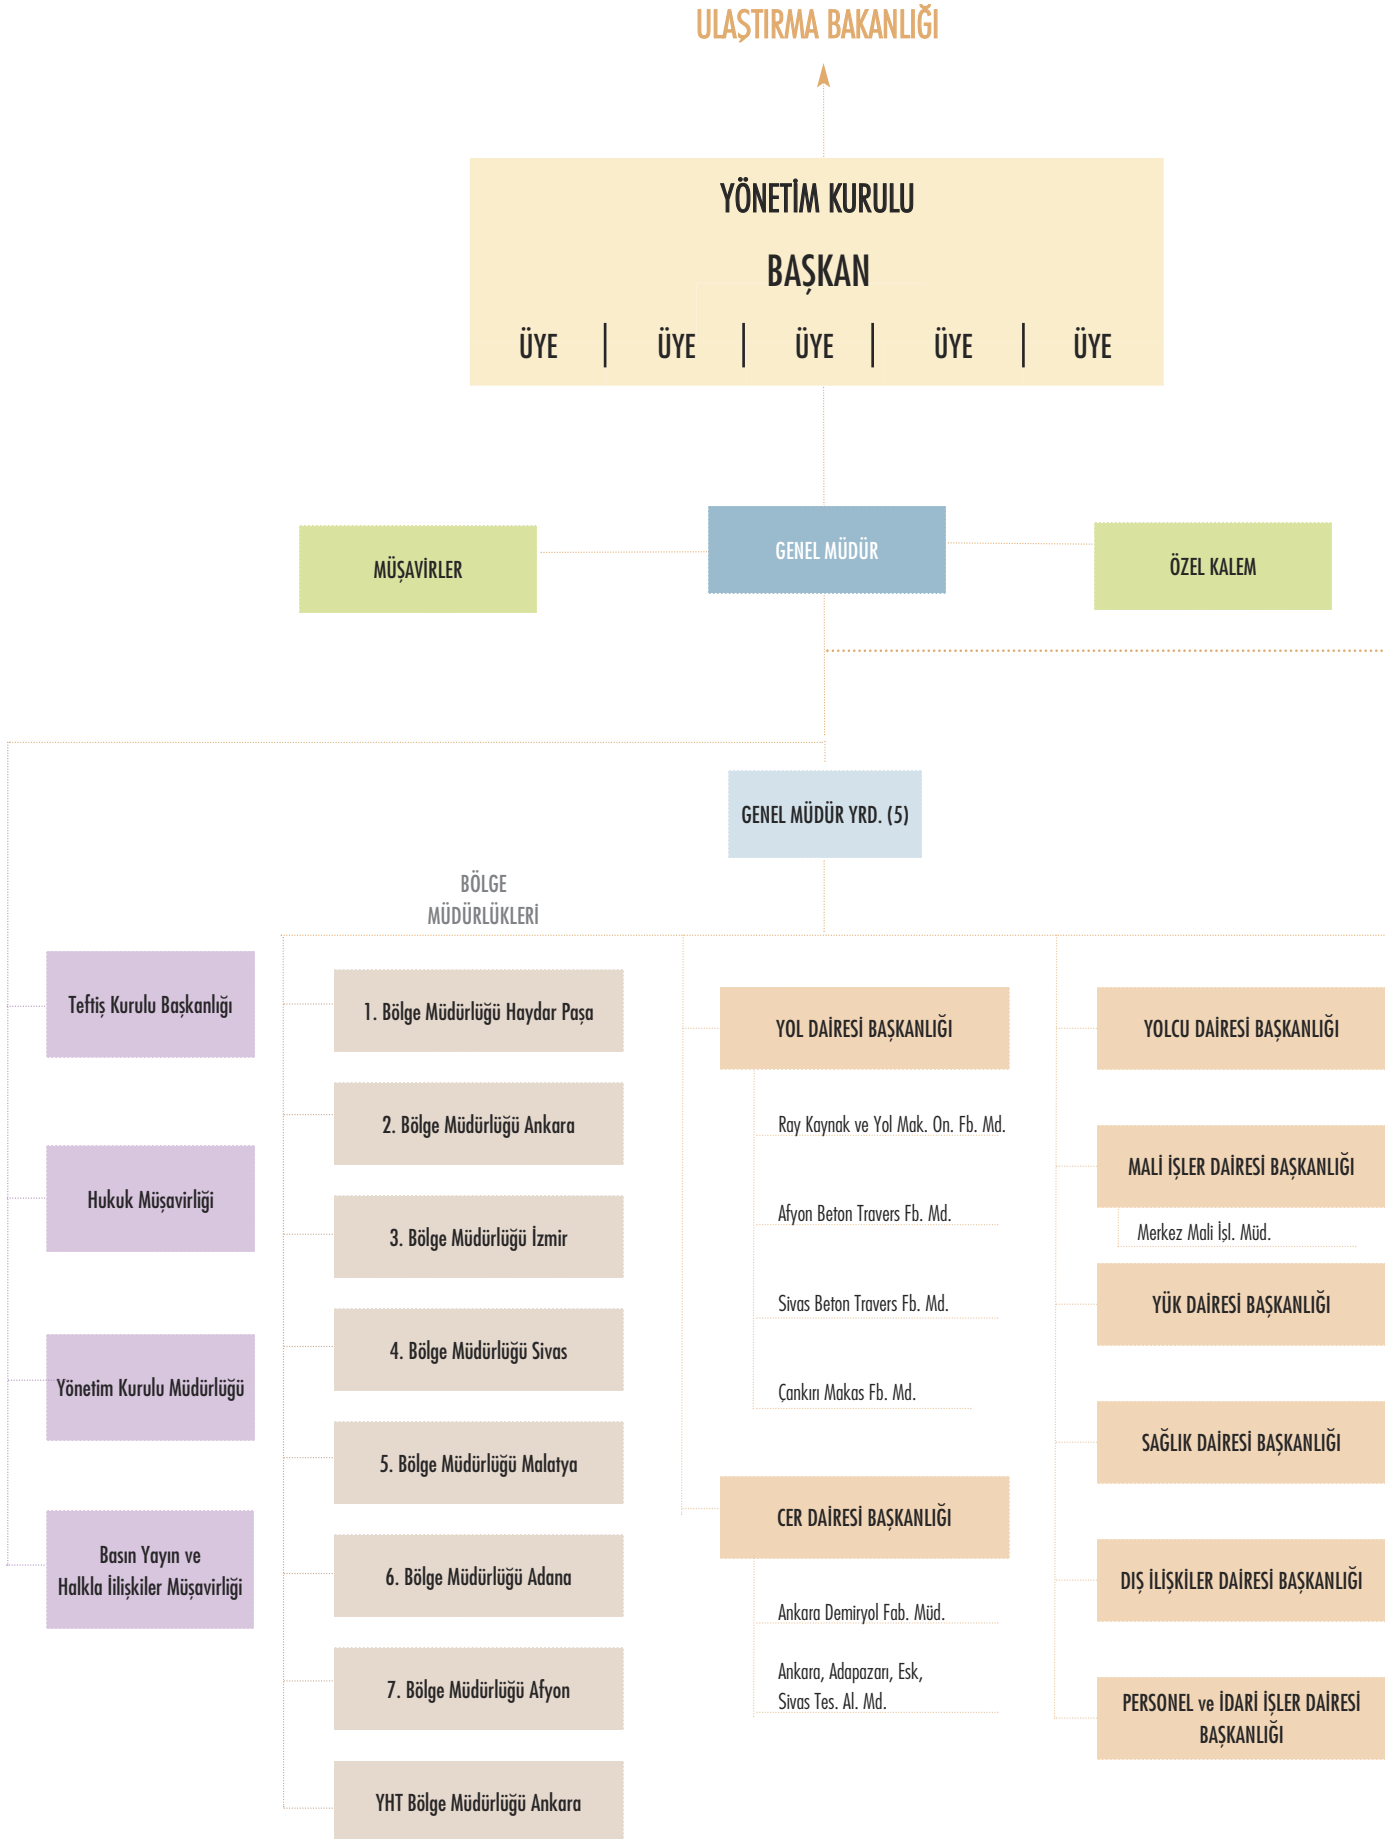 ULAŞTIRMA BAKANLIĞI
YÖNETİM KURULU
BAŞKAN
ÜYE | ÜYE | ÜYE | ÜYE | ÜYE
MÜŞAVİRLER
GENEL MÜDÜR
ÖZEL KALEM
GENEL MÜDÜR YRD. (5)
BÖLGE
MÜDÜRLÜKLERİ
Teftiş Kurulu Başkanlığı
Hukuk Müşavirliği
Yönetim Kurulu Müdürlüğü
Basın Yayın ve
Halkla İilişkiler Müşavirliği
1. Bölge Müdürlüğü Haydar Paşa
2. Bölge Müdürlüğü Ankara
3. Bölge Müdürlüğü İzmir
4. Bölge Müdürlüğü Sivas
5. Bölge Müdürlüğü Malatya
6. Bölge Müdürlüğü Adana
7. Bölge Müdürlüğü Afyon
YHT Bölge Müdürlüğü Ankara
YOL DAİRESİ BAŞKANLIĞI
Ray Kaynak ve Yol Mak. On. Fb. Md.
Afyon Beton Travers Fb. Md.
Sivas Beton Travers Fb. Md.
Çankırı Makas Fb. Md.
CER DAİRESİ BAŞKANLIĞI
Ankara Demiryol Fab. Müd.
Ankara, Adapazarı, Esk,
Sivas Tes. Al. Md.
YOLCU DAİRESİ BAŞKANLIĞI
MALİ İŞLER DAİRESİ BAŞKANLIĞI
Merkez Mali İşl. Müd.
YÜK DAİRESİ BAŞKANLIĞI
SAĞLIK DAİRESİ BAŞKANLIĞI
DIŞ İLİŞKİLER DAİRESİ BAŞKANLIĞI
PERSONEL ve İDARİ İŞLER DAİRESİ
BAŞKANLIĞI